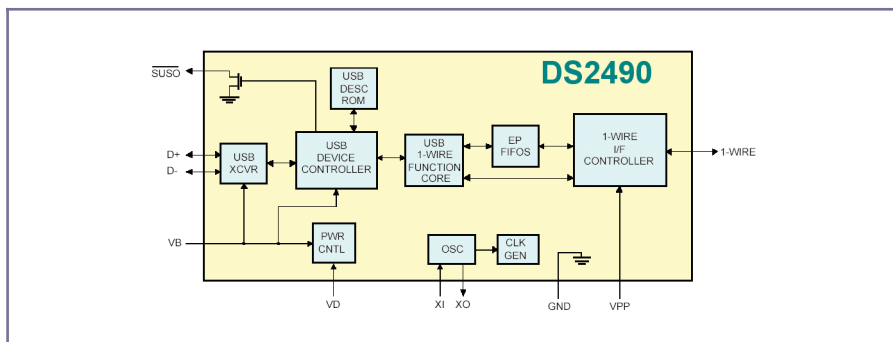 DS2490
SUSO
USB
DESC
ROM
D+
D-
USB
XCVR
USB
DEVICE
CONTROLLER
USB
1-WIRE
FUNCTION
CORE
EP
FIFOS
1-WIRE
I/F
CONTROLLER
1-WIRE
VB
PWR
CNTL
OSC
CLK
GEN
VD
XI
XO
GND
VPP